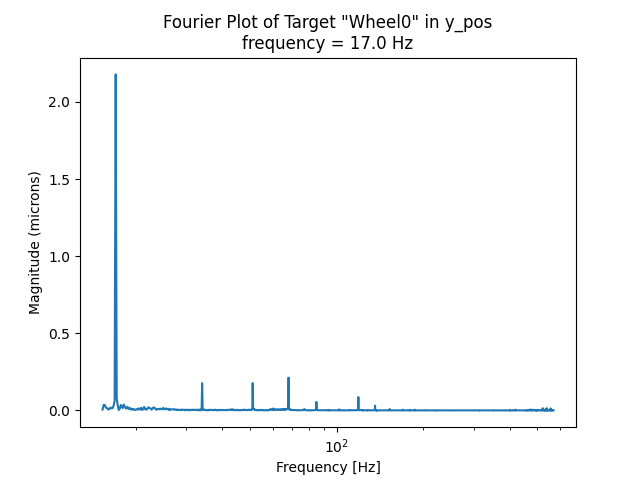 Fourier Plot of Target "Wheel0" in y_pos
frequency = 17.0 Hz
2.0
1.5
1.0
0.5
0.0
Magnitude (microns)
10²
Frequency [Hz]